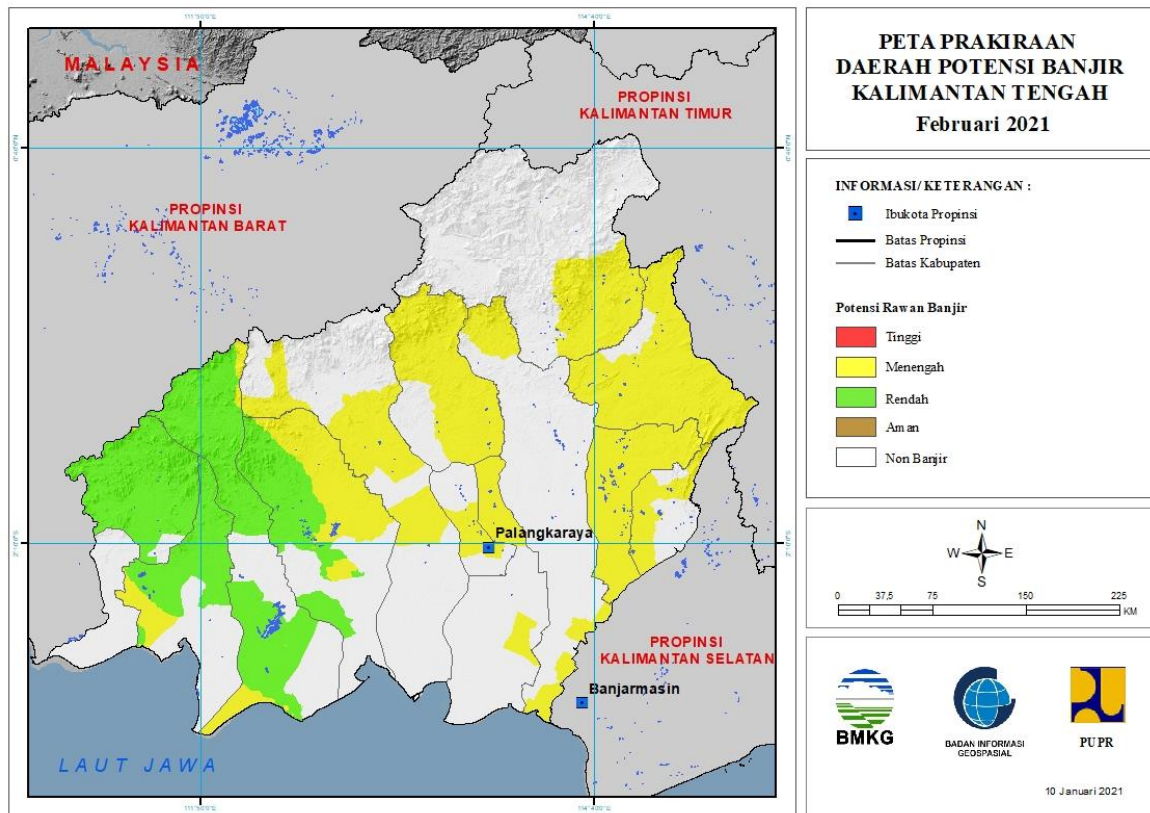 PETA PRAKIRAAN
DAERAH POTENSI BANJIR
KALIMANTAN TENGAH
Februari 2021
INFORMASI/ KETERANGAN :
Ibukota Propinsi
Batas Propinsi
Batas Kabupaten
Potensi Rawan Banjir
Tinggi
Menengah
Rendah
Aman
Non Banjir
N
W E
S
0 37,5 75 150 225
KM
BMKG
BADAN INFORMASI
GEOSPASIAL
PUPR
10 Januari 2021
MALAYSIA
PROPINSI
KALIMANTAN TIMUR
PROPINSI
KALIMANTAN BARAT
Palangkaraya
PROPINSI
KALIMANTAN SELATAN
Banjarmasin
LAUT JAWA